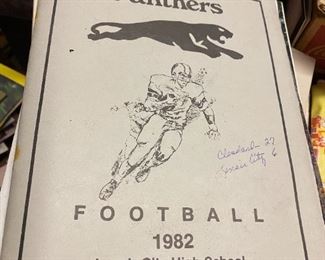 Panthers
Cleveland 27
6
FOOTBALL
1982
City High School